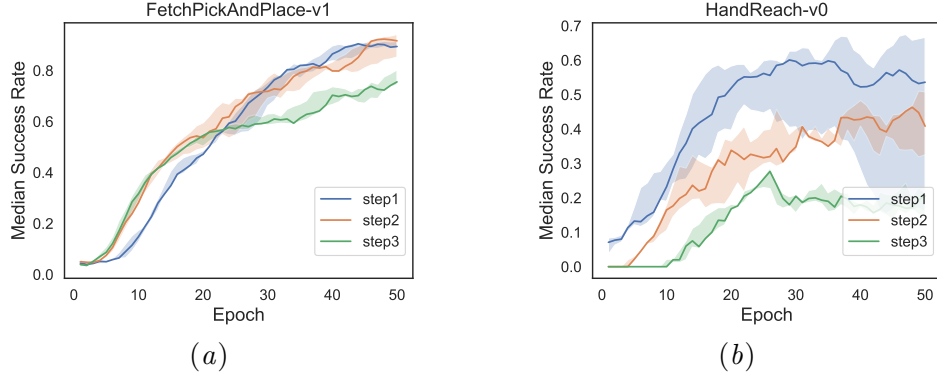 FetchPickAndPlace-v1
Median Success Rate
0.8
0.6
0.4
0.2
0.0
step1
step2
step3
0 10 20 30 40 50
Epoch
(a)
HandReach-v0
Median Success Rate
0.7
0.6
0.5
0.4
0.3
0.2
0.1
0.0
step1
step2
step3
0 10 20 30 40 50
Epoch
(b)